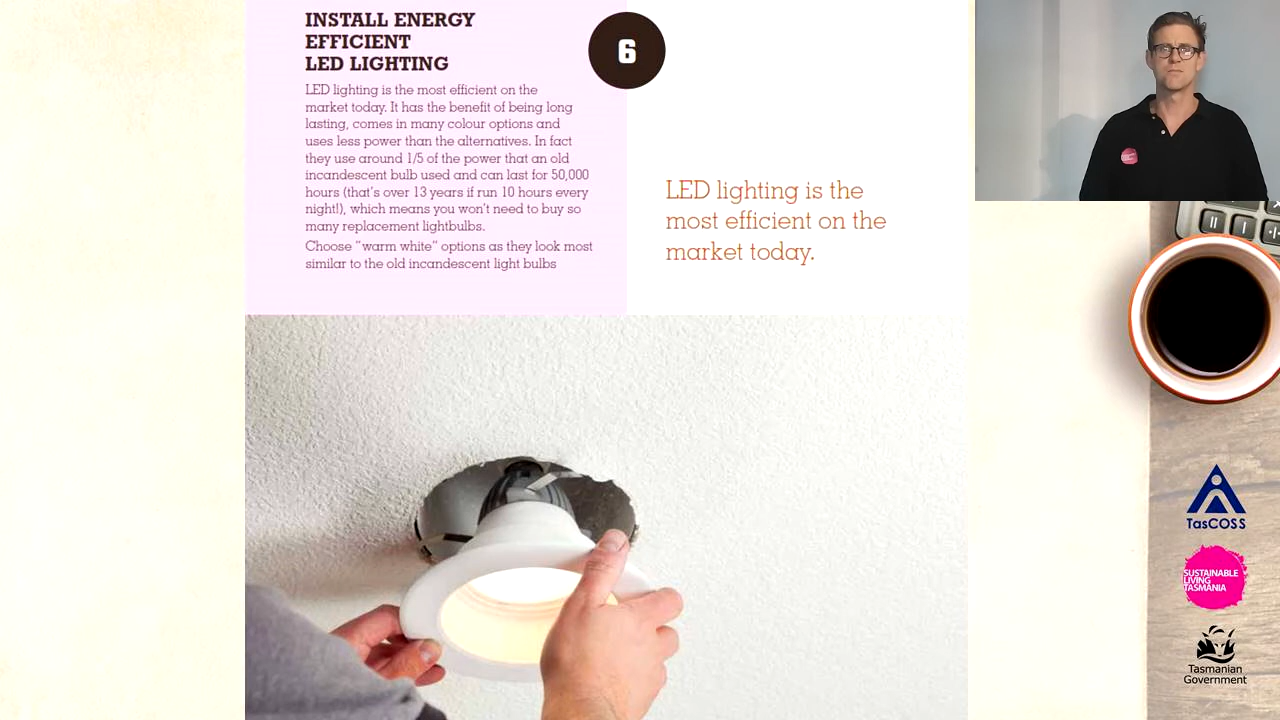 INSTALL ENERGY
EFFICIENT
LED LIGHTING
6
LED lighting is the most efficient on the
market today. It has the benefit of being long
lasting, comes in many colour options and
uses less power than the alternatives. In fact
they use around 1/5 of the power that an old
incandescent bulb used and can last for 50,000
hours (that's over 13 years if run 10 hours every
night!), which means you won't need to buy so
many replacement lightbulbs.
Choose "warm white" options as they look most
similar to the old incandescent light bulbs
LED lighting is the
most efficient on the
market today.
TasCOSS
SUSTAINABLE
LIVING
TASMANIA
Tasmanian
Government